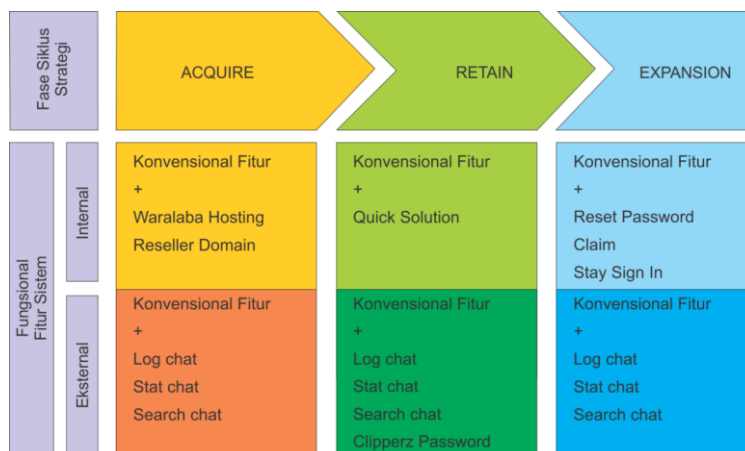 Fase Siklus
Strategi
ACQUIRE
RETAIN
EXPANSION
Fungsional
Fitur Sistem
Internal
Konvensional Fitur
+
Waralaba Hosting
Reseller Domain
Konvensional Fitur
+
Quick Solution
Konvensional Fitur
+
Reset Password
Claim
Stay Sign In
Eksternal
Konvensional Fitur
+
Log chat
Stat chat
Search chat
Konvensional Fitur
+
Log chat
Stat chat
Search chat
Clipperz Password
Konvensional Fitur
+
Log chat
Stat chat
Search chat